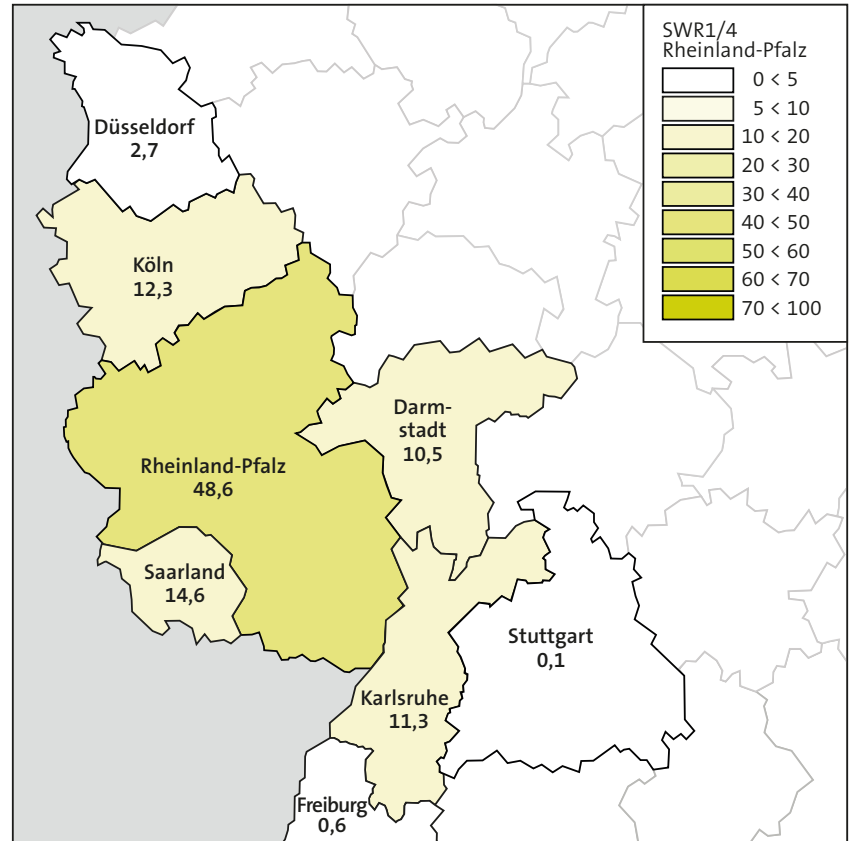 SWR1/4
Rheinland-Pfalz
0 < 5
5 < 10
10 < 20
20 < 30
30 < 40
40 < 50
50 < 60
60 < 70
70 < 100
Düsseldorf
2,7
Köln
12,3
Darm-
stadt
10,5
Rheinland-Pfalz
48,6
Saarland
14,6
Stuttgart
0,1
Karlsruhe
11,3
Freiburg
0,6